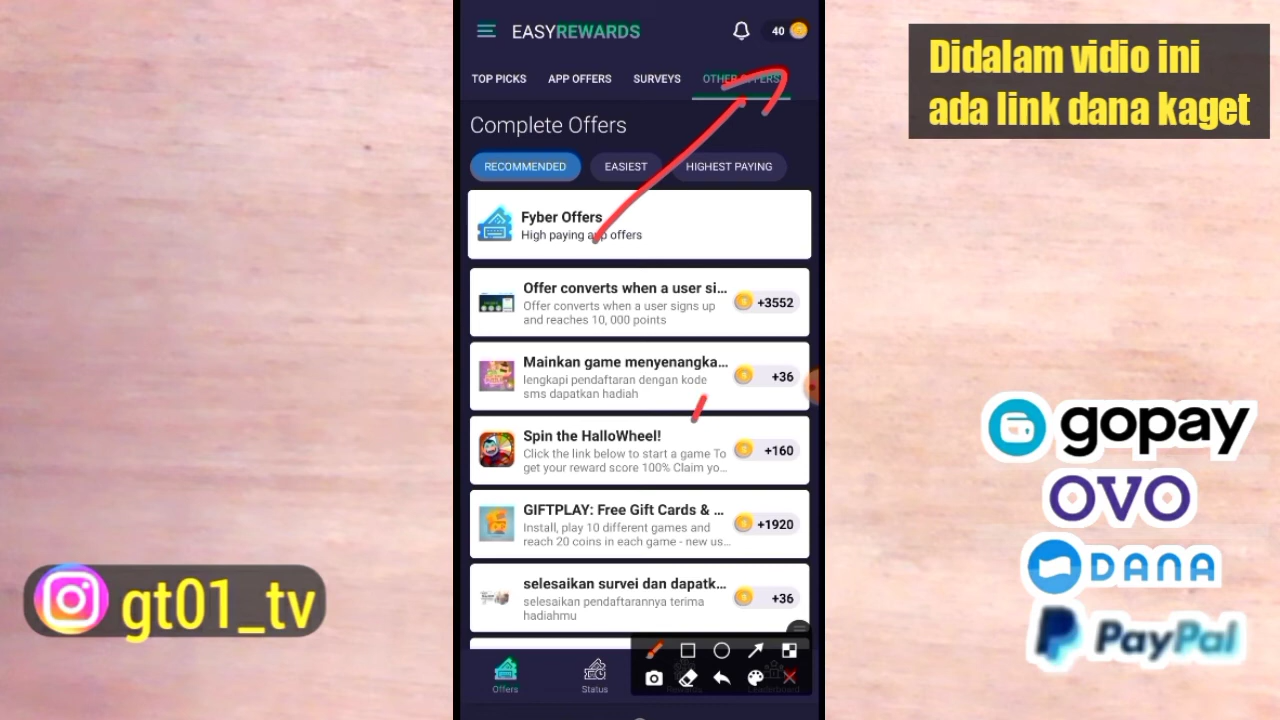 EASYREWARDS
40
TOP PICKS
APP OFFERS
SURVEYS
OTHER OFFERS
Complete Offers
RECOMMENDED
EASIEST
HIGHEST PAYING
Fyber Offers
High paying app offers
Offer converts when a user si...
Offer converts when a user signs up
and reaches 10, 000 points
+3552
Mainkan game menyenangka...
lengkapi pendaftaran dengan kode
sms dapatkan hadiah
+36
Spin the HalloWheel!
Click the link below to start a game To
get your reward score 100% Claim yo...
+160
GIFTPLAY: Free Gift Cards & ...
Install, play 10 different games and
reach 20 coins in each game - new us...
+1920
selesaikan survei dan dapatk...
selesaikan pendaftarannya terima
hadiahmu
+36
Offers
Status
Rewards
Leaderboard
Didalam vidio ini
ada link dana kaget
gopay
OVO
DANA
PayPal
gt01_tv